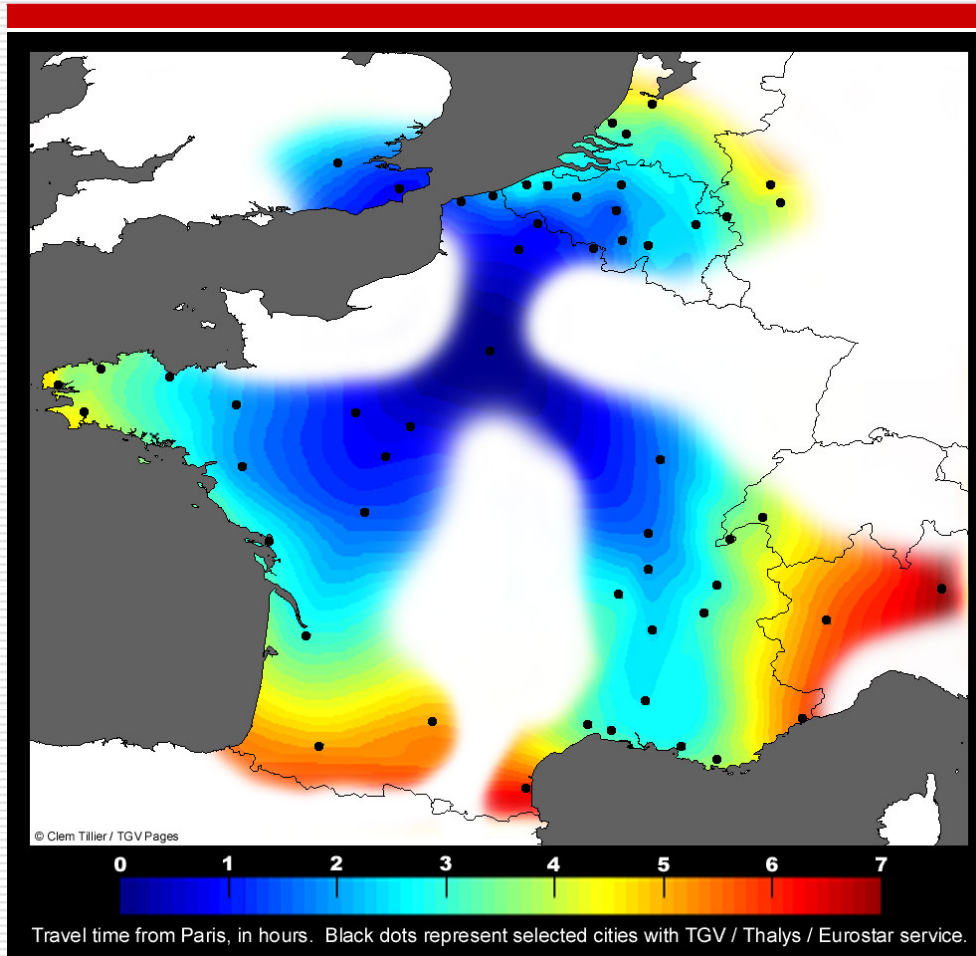 © Clem Tillier / TGV Pages
0 1 2 3 4 5 6 7
Travel time from Paris, in hours. Black dots represent selected cities with TGV / Thalys / Eurostar service.